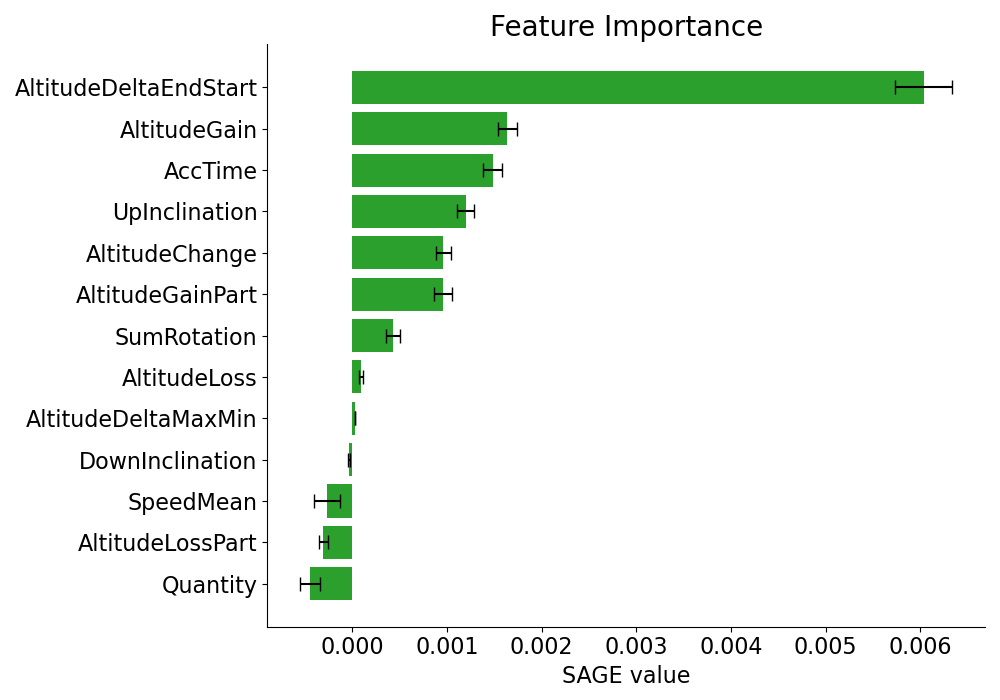 Feature Importance
AltitudeDeltaEndStart
AltitudeGain
AccTime
UpInclination
AltitudeChange
AltitudeGainPart
SumRotation
AltitudeLoss
AltitudeDeltaMaxMin
DownInclination
SpeedMean
AltitudeLossPart
Quantity
0.000 0.001 0.002 0.003 0.004 0.005 0.006
SAGE value